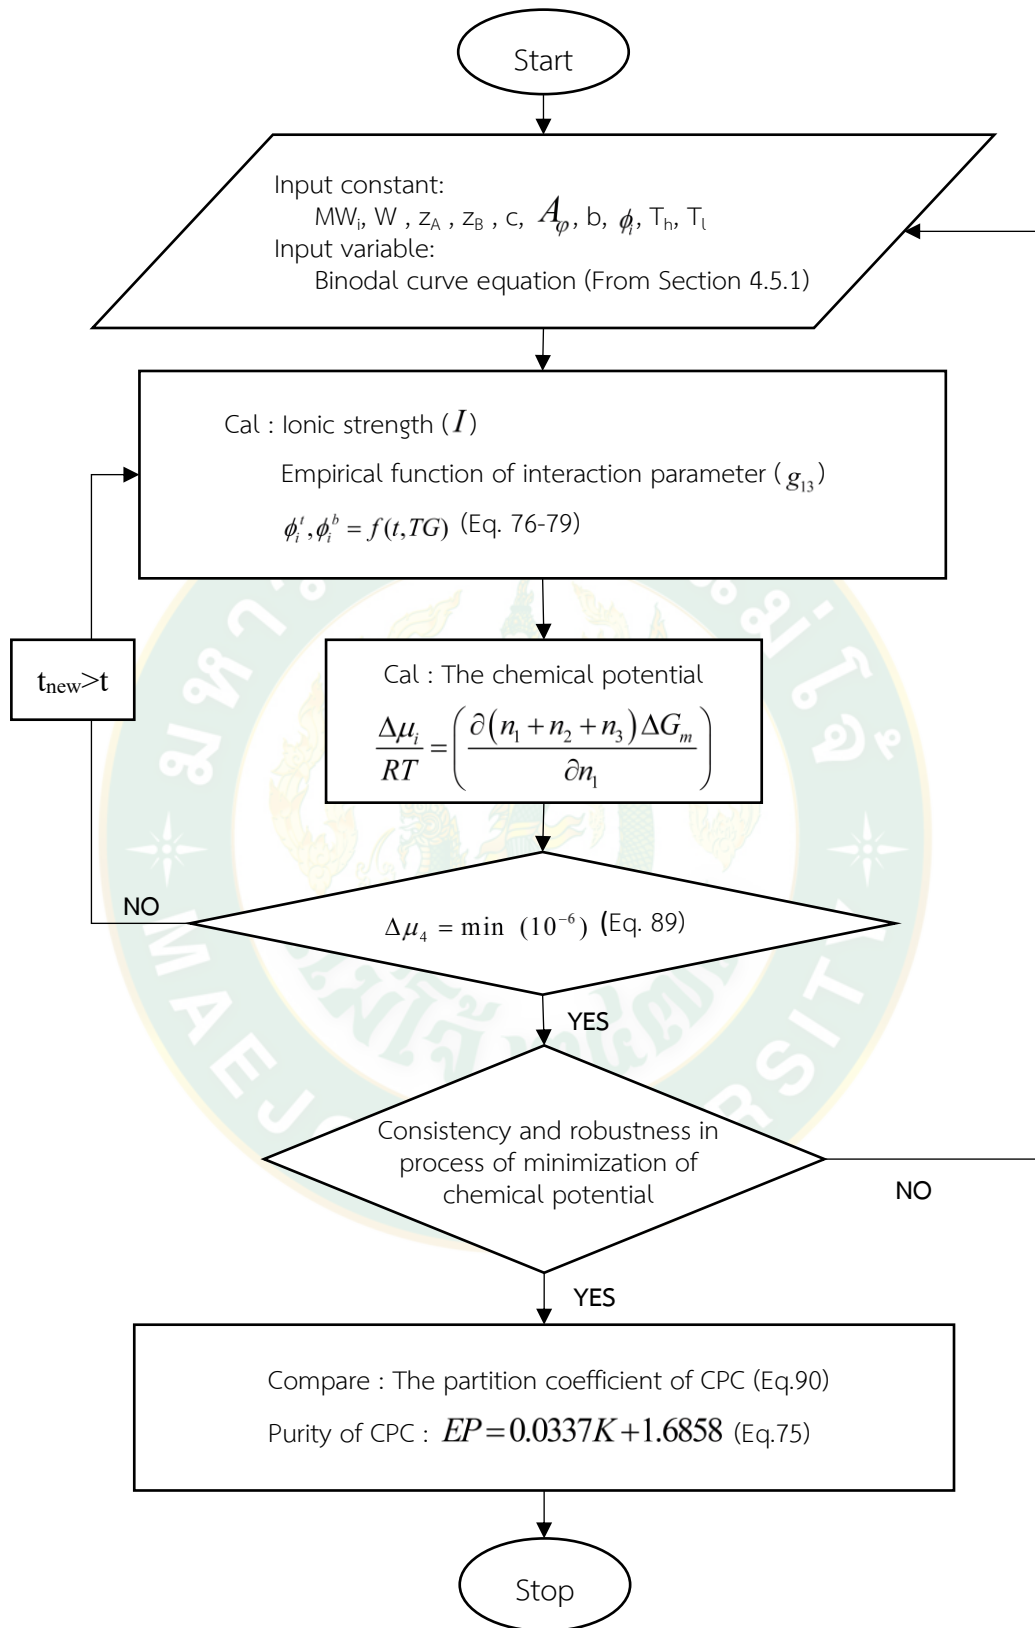 Start
Input constant:
MWᵢ, W , z_A , z_B , c, A_φ, b, ϕᵢ, T_h, T_l
Input variable:
Binodal curve equation (From Section 4.5.1)
Cal : Ionic strength (I)
Empirical function of interaction parameter ( g₁₃)
ϕᵢᵗ, ϕᵢᵇ = f(t,TG) (Eq. 76-79)
t_new>t
Cal : The chemical potential
Δμᵢ/RT = (∂(n₁ + n₂ + n₃)ΔG_m/∂n₁)
NO
Δμ₄ = min (10⁻⁶) (Eq. 89)
YES
Consistency and robustness in
process of minimization of
chemical potential
NO
YES
Compare : The partition coefficient of CPC (Eq.90)
Purity of CPC : EP = 0.0337K + 1.6858 (Eq.75)
Stop